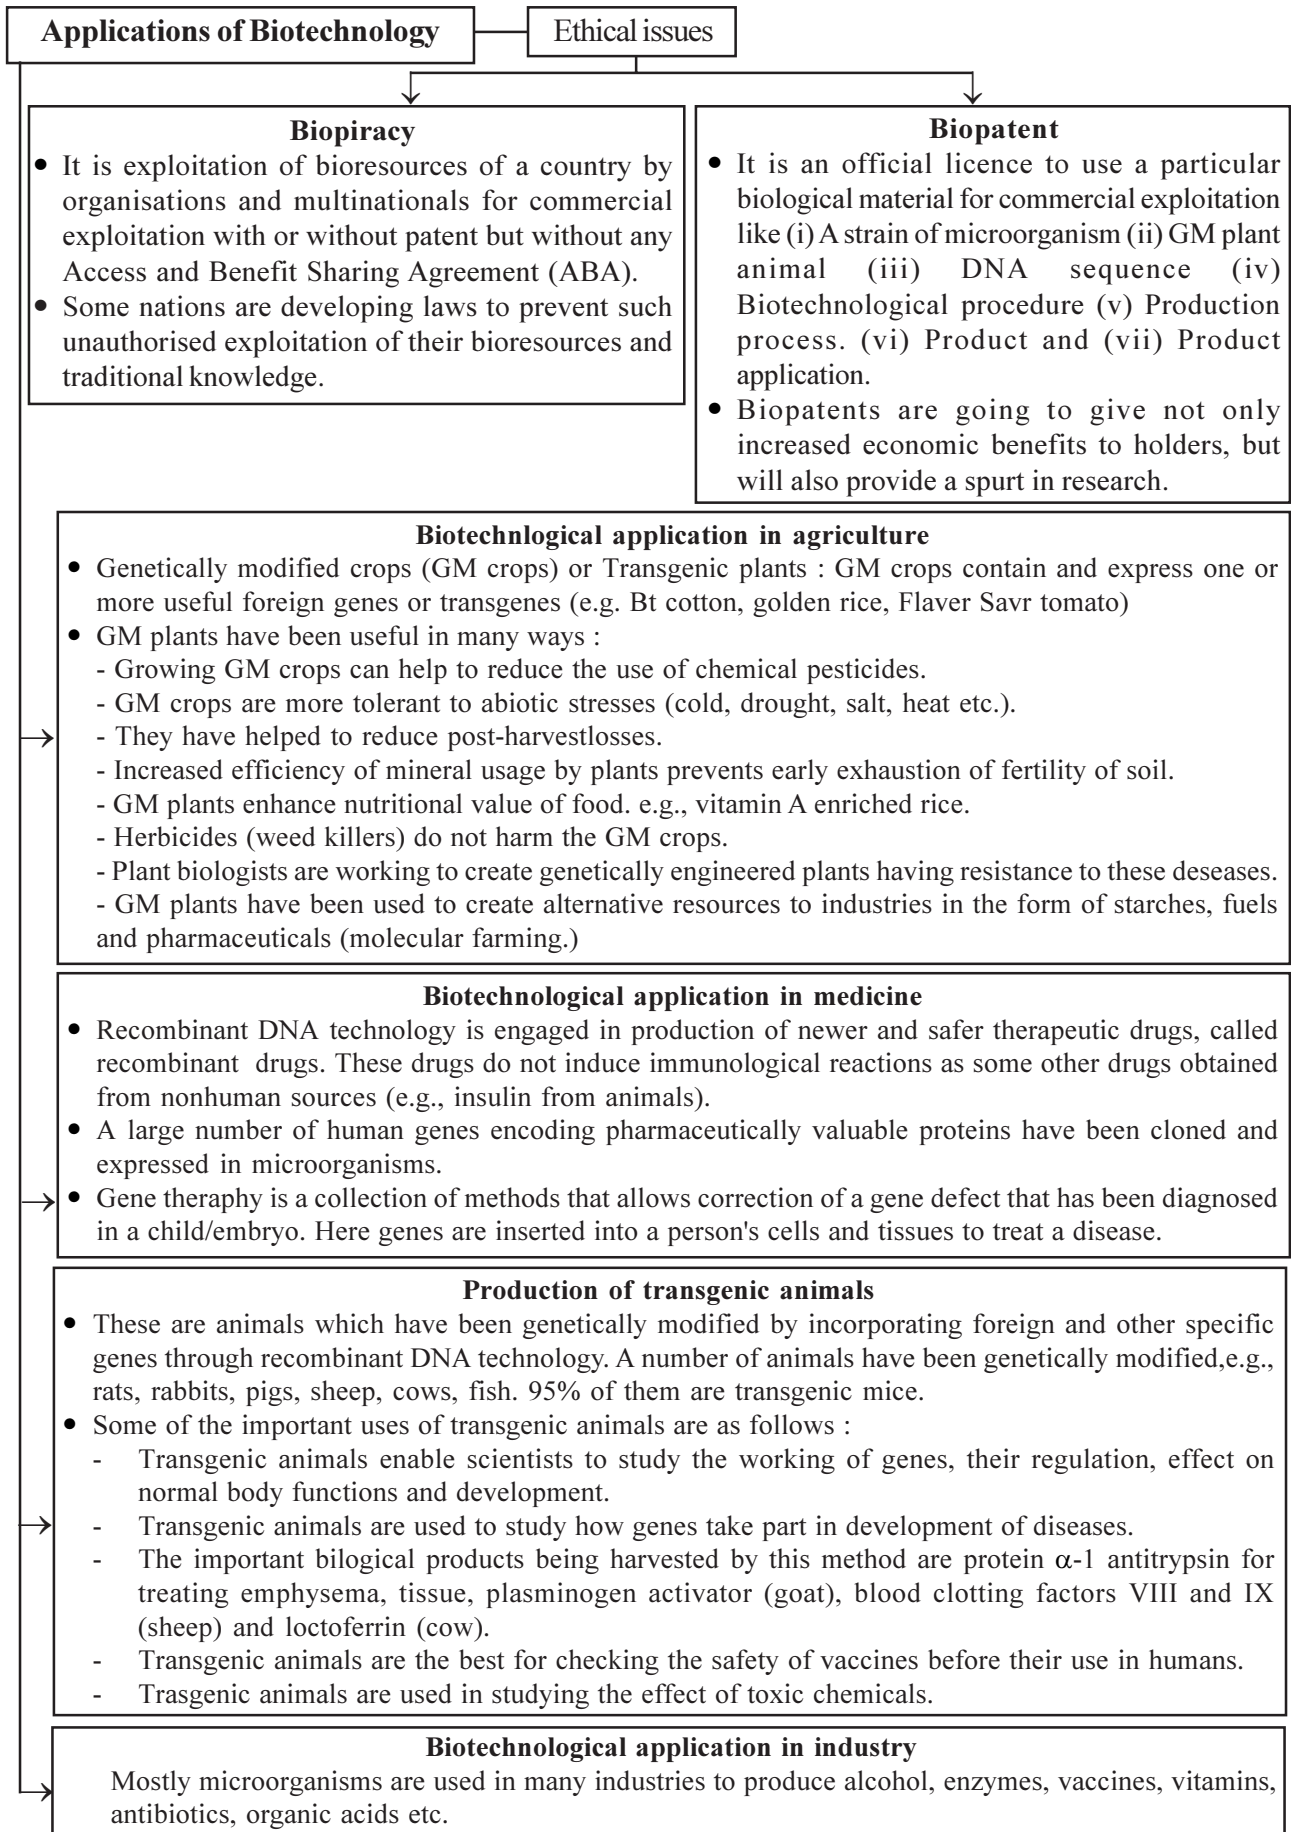 Applications of Biotechnology
Ethical issues
Biopiracy
• It is exploitation of bioresources of a country by
organisations and multinationals for commercial
exploitation with or without patent but without any
Access and Benefit Sharing Agreement (ABA).
• Some nations are developing laws to prevent such
unauthorised exploitation of their bioresources and
traditional knowledge.
Biopatent
• It is an official licence to use a particular
biological material for commercial exploitation
like (i) A strain of microorganism (ii) GM plant
animal (iii) DNA sequence (iv)
Biotechnological procedure (v) Production
process. (vi) Product and (vii) Product
application.
• Biopatents are going to give not only
increased economic benefits to holders, but
will also provide a spurt in research.
Biotechnlogical application in agriculture
• Genetically modified crops (GM crops) or Transgenic plants : GM crops contain and express one or
more useful foreign genes or transgenes (e.g. Bt cotton, golden rice, Flaver Savr tomato)
• GM plants have been useful in many ways :
- Growing GM crops can help to reduce the use of chemical pesticides.
- GM crops are more tolerant to abiotic stresses (cold, drought, salt, heat etc.).
- They have helped to reduce post-harvestlosses.
- Increased efficiency of mineral usage by plants prevents early exhaustion of fertility of soil.
- GM plants enhance nutritional value of food. e.g., vitamin A enriched rice.
- Herbicides (weed killers) do not harm the GM crops.
- Plant biologists are working to create genetically engineered plants having resistance to these deseases.
- GM plants have been used to create alternative resources to industries in the form of starches, fuels
and pharmaceuticals (molecular farming.)
Biotechnological application in medicine
• Recombinant DNA technology is engaged in production of newer and safer therapeutic drugs, called
recombinant drugs. These drugs do not induce immunological reactions as some other drugs obtained
from nonhuman sources (e.g., insulin from animals).
• A large number of human genes encoding pharmaceutically valuable proteins have been cloned and
expressed in microorganisms.
• Gene theraphy is a collection of methods that allows correction of a gene defect that has been diagnosed
in a child/embryo. Here genes are inserted into a person's cells and tissues to treat a disease.
Production of transgenic animals
• These are animals which have been genetically modified by incorporating foreign and other specific
genes through recombinant DNA technology. A number of animals have been genetically modified,e.g.,
rats, rabbits, pigs, sheep, cows, fish. 95% of them are transgenic mice.
• Some of the important uses of transgenic animals are as follows :
- Transgenic animals enable scientists to study the working of genes, their regulation, effect on
normal body functions and development.
- Transgenic animals are used to study how genes take part in development of diseases.
- The important bilogical products being harvested by this method are protein α-1 antitrypsin for
treating emphysema, tissue, plasminogen activator (goat), blood clotting factors VIII and IX
(sheep) and loctoferrin (cow).
- Transgenic animals are the best for checking the safety of vaccines before their use in humans.
- Trasgenic animals are used in studying the effect of toxic chemicals.
Biotechnological application in industry
Mostly microorganisms are used in many industries to produce alcohol, enzymes, vaccines, vitamins,
antibiotics, organic acids etc.